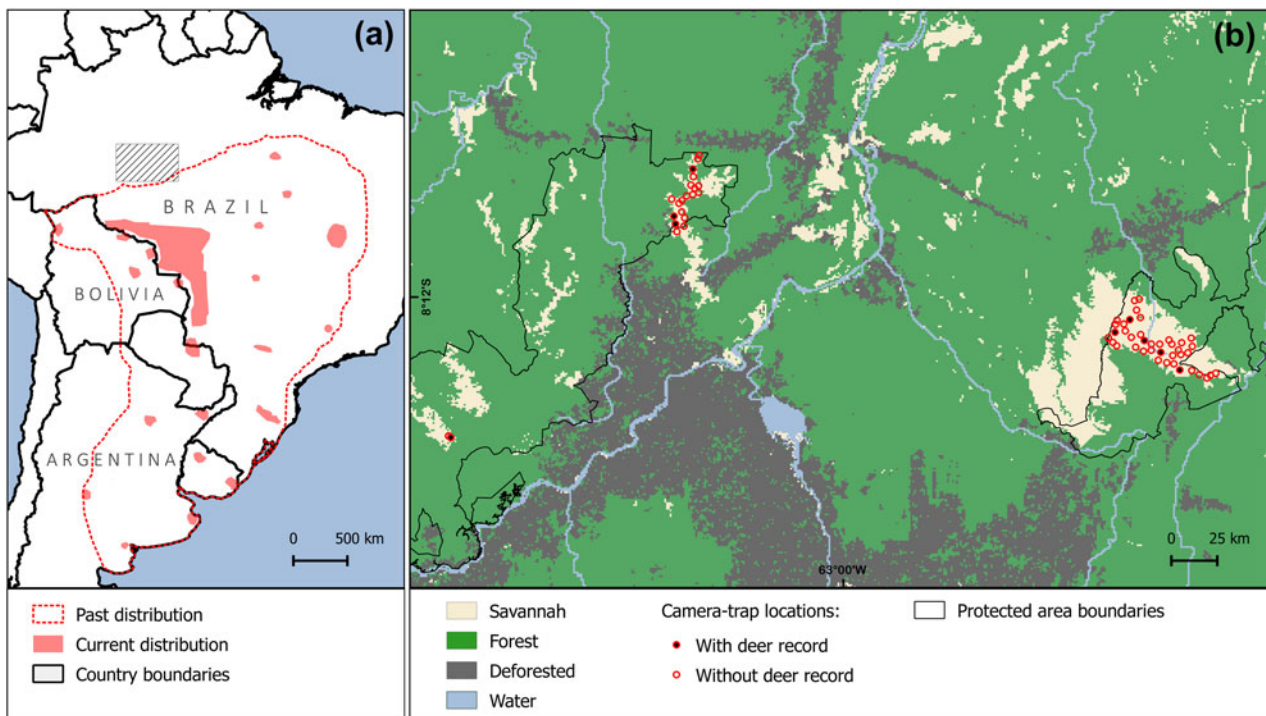 (a)
BRAZIL
BOLIVIA
ARGENTINA
0 500 km
Past distribution
Current distribution
Country boundaries
(b)
8°12'S
63°00'W
0 25 km
Savannah
Forest
Deforested
Water
Camera-trap locations:
With deer record
Without deer record
Protected area boundaries